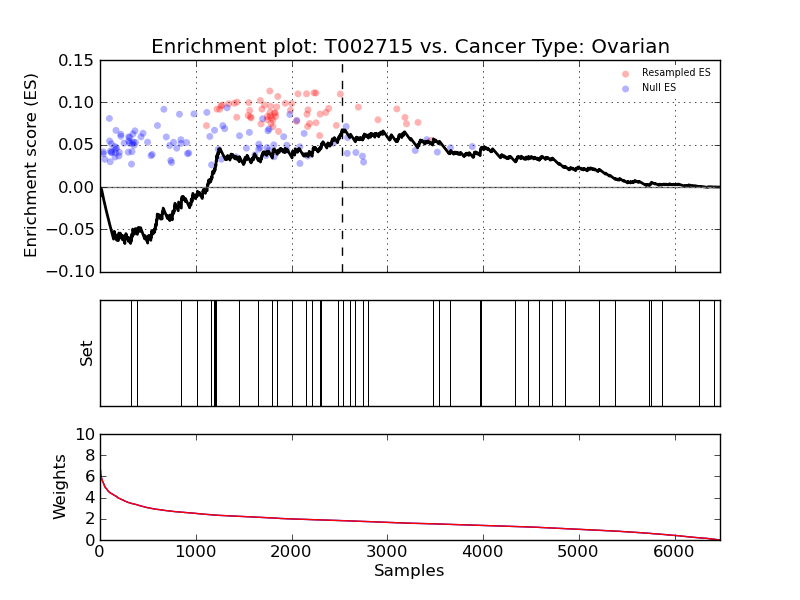 Enrichment plot: T002715 vs. Cancer Type: Ovarian
Resampled ES
Null ES
Enrichment score (ES)
0.15
0.10
0.05
0.00
−0.05
−0.10
Set
Weights
10
8
6
4
2
0
0 1000 2000 3000 4000 5000 6000
Samples